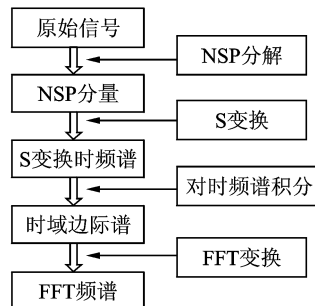 原始信号
NSP分解
NSP分量
S变换
S变换时频谱
对时频谱积分
时域边际谱
FFT变换
FFT频谱